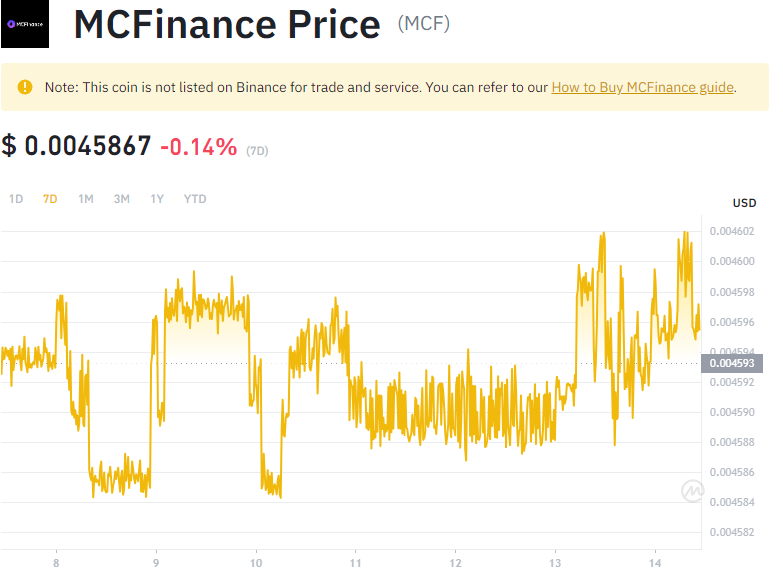 MCFinance
MCFinance Price (MCF)
Note: This coin is not listed on Binance for trade and service. You can refer to our How to Buy MCFinance guide.
$ 0.0045867 -0.14% (7D)
1D 7D 1M 3M 1Y YTD
USD
0.004602
0.004600
0.004598
0.004596
0.004594
0.004593
0.004592
0.004590
0.004588
0.004586
0.004584
0.004582
8 9 10 11 12 13 14